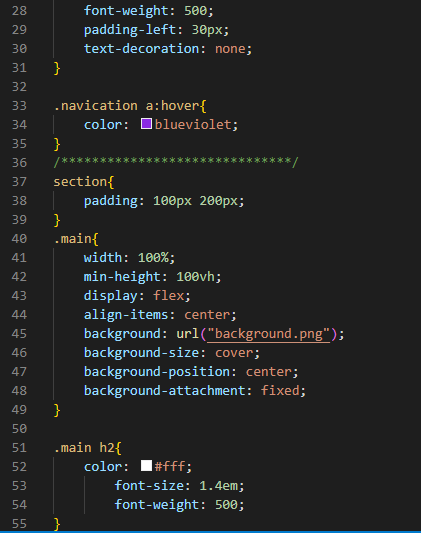 28 font-weight: 500;
29 padding-left: 30px;
30 text-decoration: none;
31 }
32
33 .navication a:hover{
34 color: blueviolet;
35 }
36 /******************************/
37 section{
38 padding: 100px 200px;
39 }
40 .main{
41 width: 100%;
42 min-height: 100vh;
43 display: flex;
44 align-items: center;
45 background: url("background.png");
46 background-size: cover;
47 background-position: center;
48 background-attachment: fixed;
49 }
50
51 .main h2{
52 color: #fff;
53 font-size: 1.4em;
54 font-weight: 500;
55 }